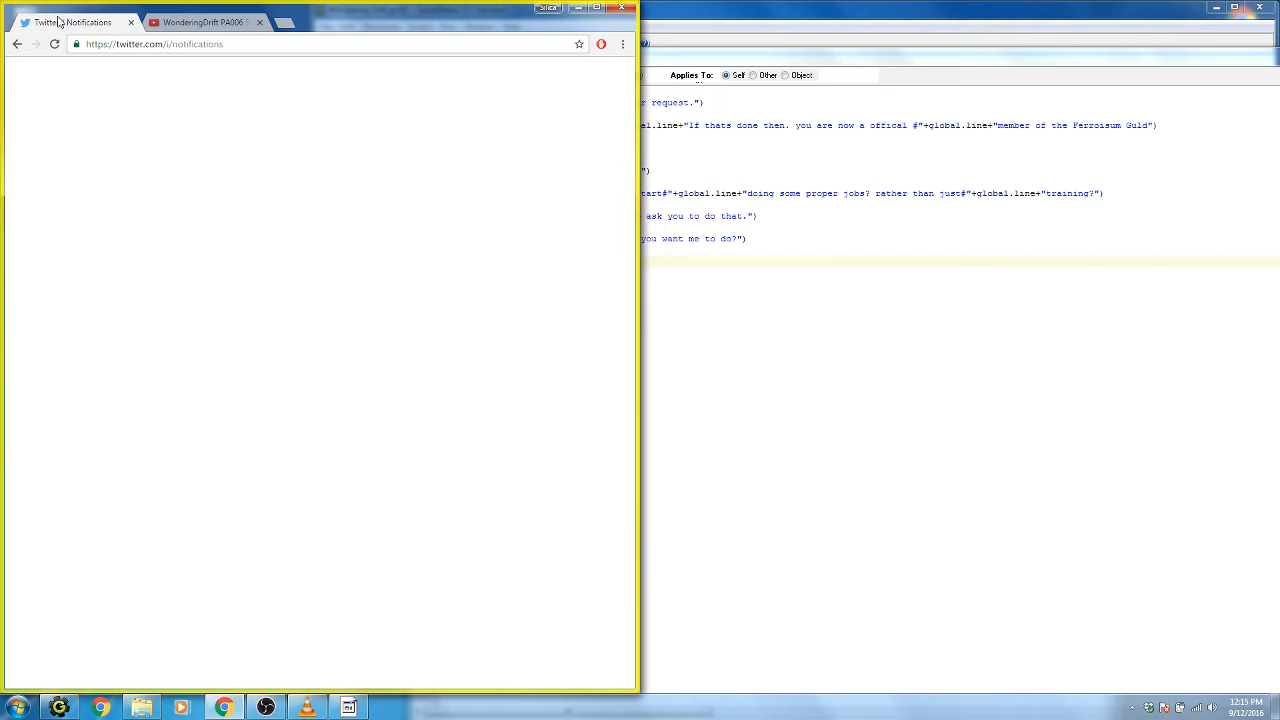 Silica
Twitter / Notifications
WonderingDrift PA006
https://twitter.com/i/notifications
Applies To: Self Other Object:
r request.")
al.line+"If thats done then. you are now a offical #"+global.line+"member of the Ferroisum Guld")
")
tart#"+global.line+"doing some proper jobs? rather than just#"+global.line+"training?")
ask you to do that.")
you want me to do?")
12:15 PM
9/12/2016